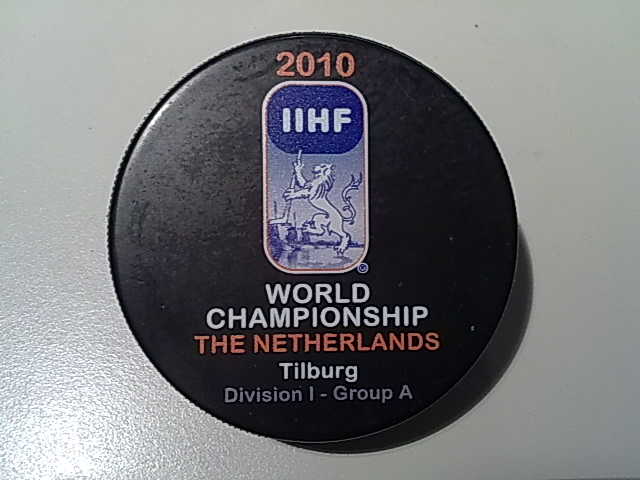 2010
IIHF
©
WORLD
CHAMPIONSHIP
THE NETHERLANDS
Tilburg
Division I - Group A